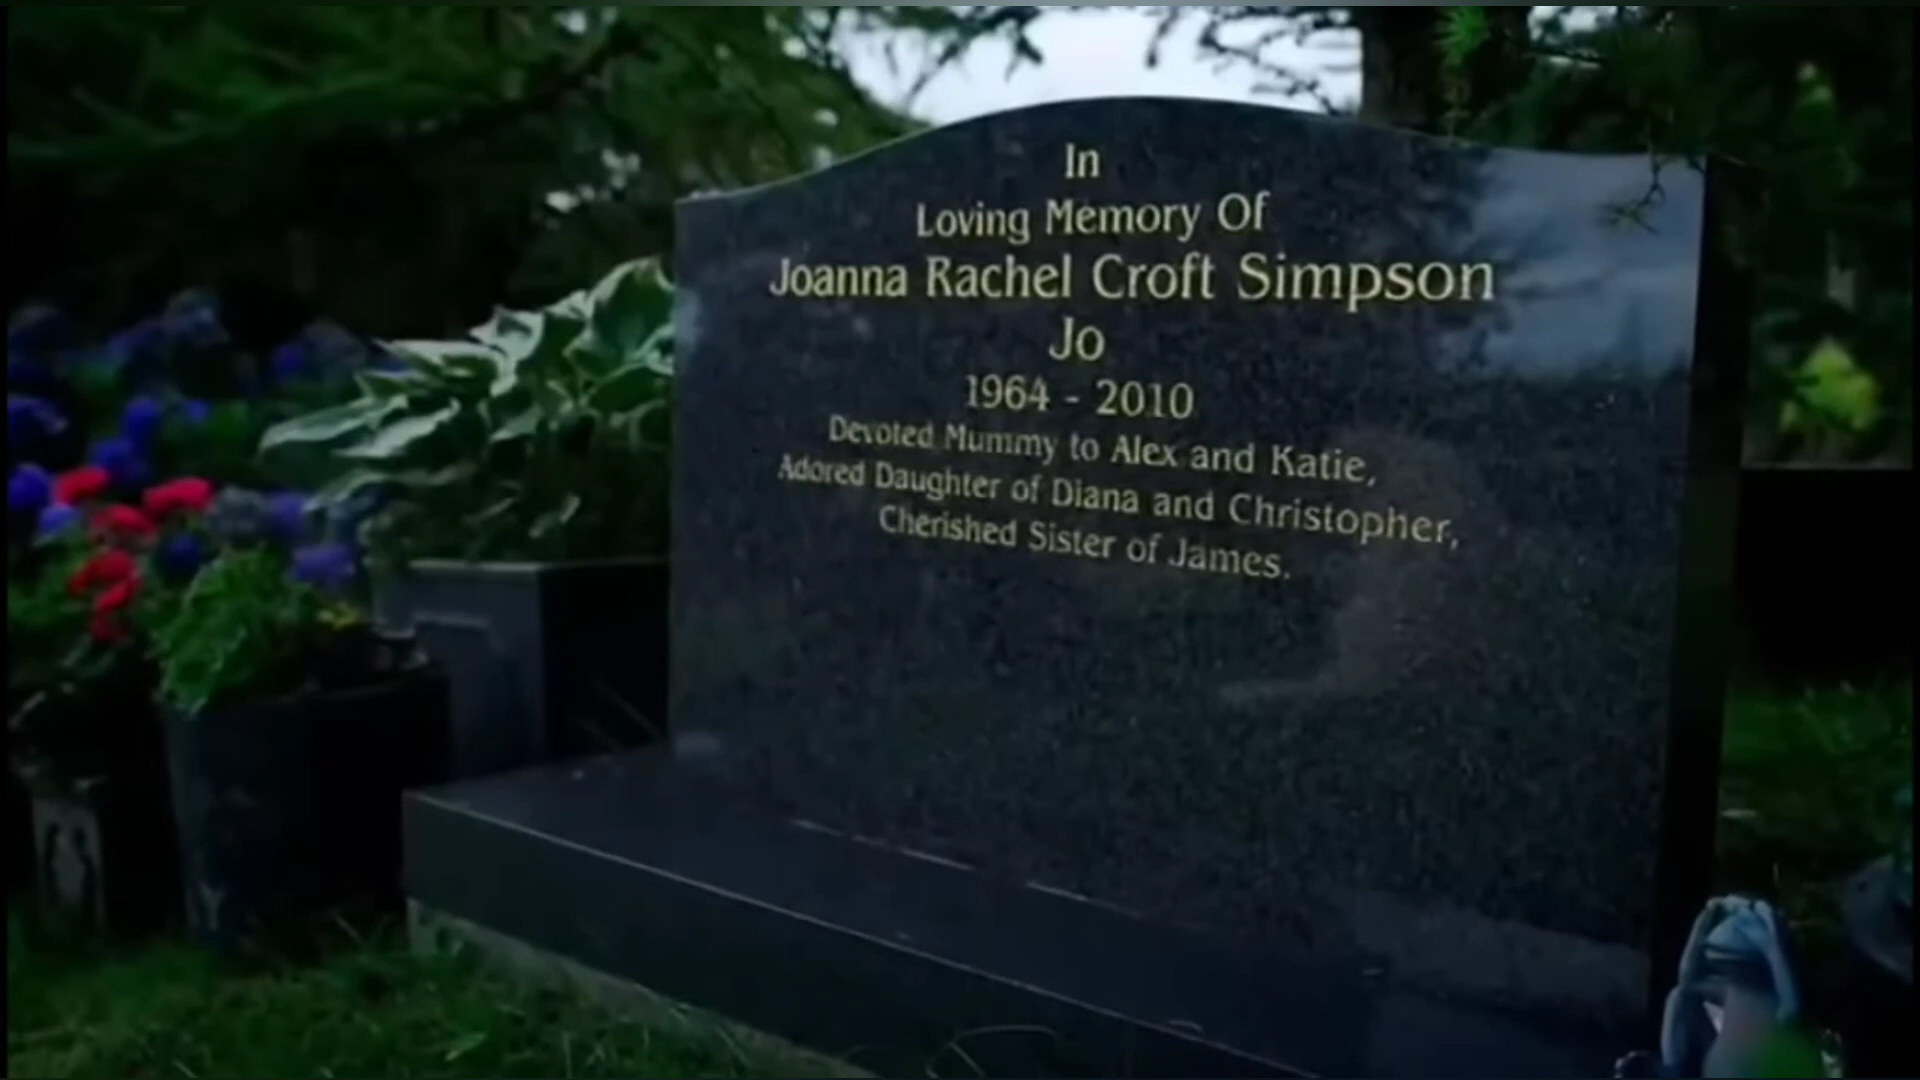 In
Loving Memory Of
Joanna Rachel Croft Simpson
Jo
1964 - 2010
Devoted Mummy to Alex and Katie,
Adored Daughter of Diana and Christopher,
Cherished Sister of James.